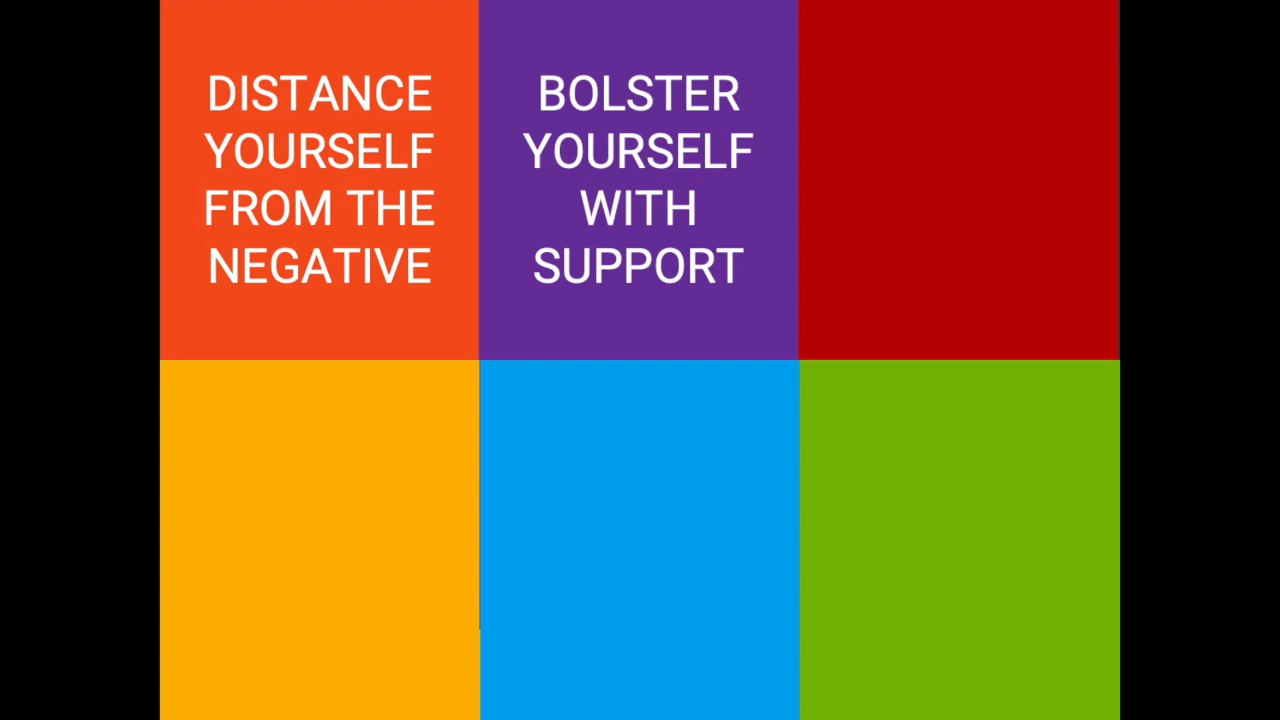 DISTANCE
YOURSELF
FROM THE
NEGATIVE
BOLSTER
YOURSELF
WITH
SUPPORT